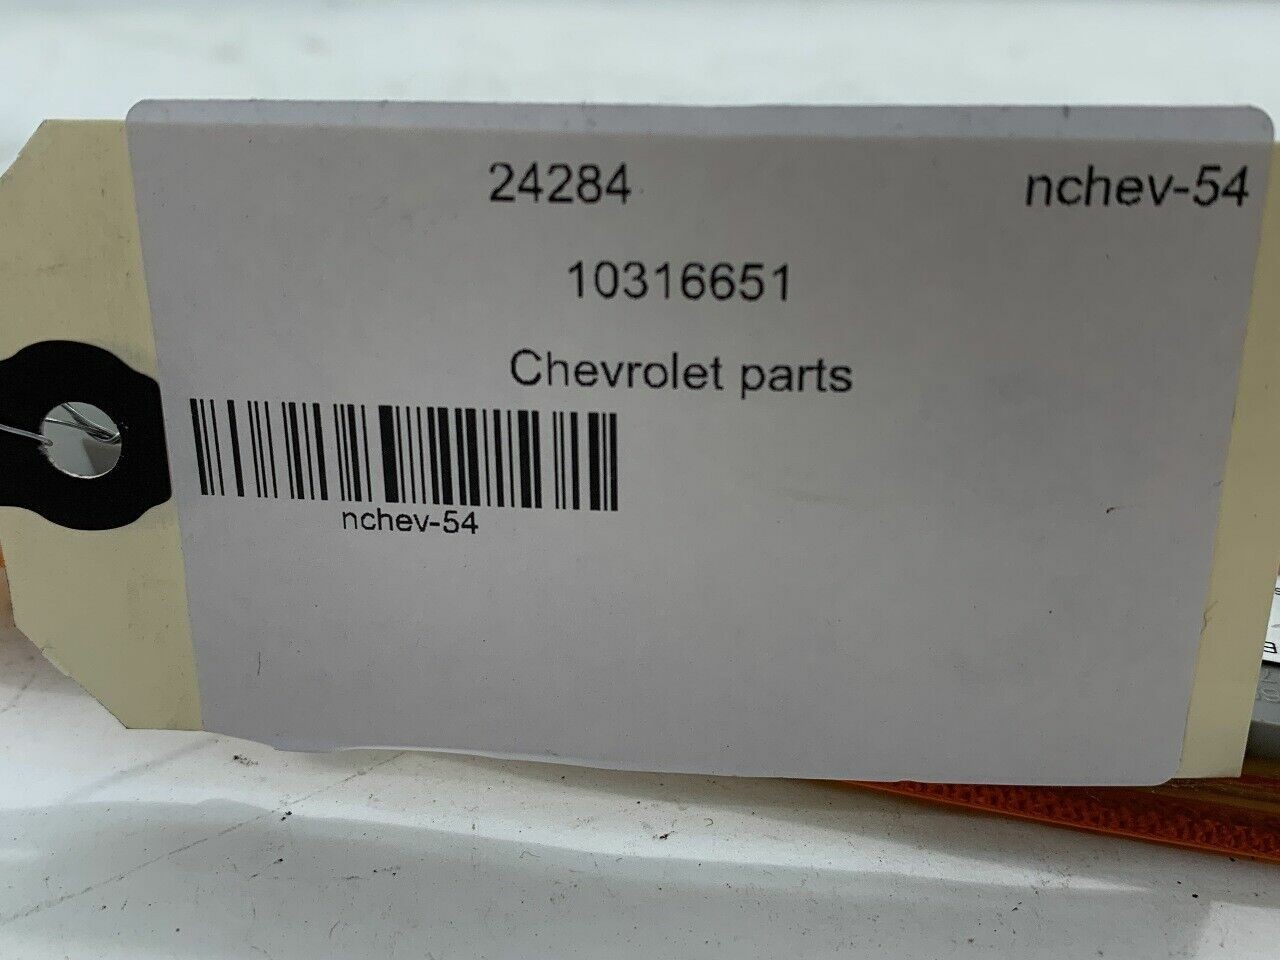 24284 nchev-54
10316651
Chevrolet parts
nchev-54